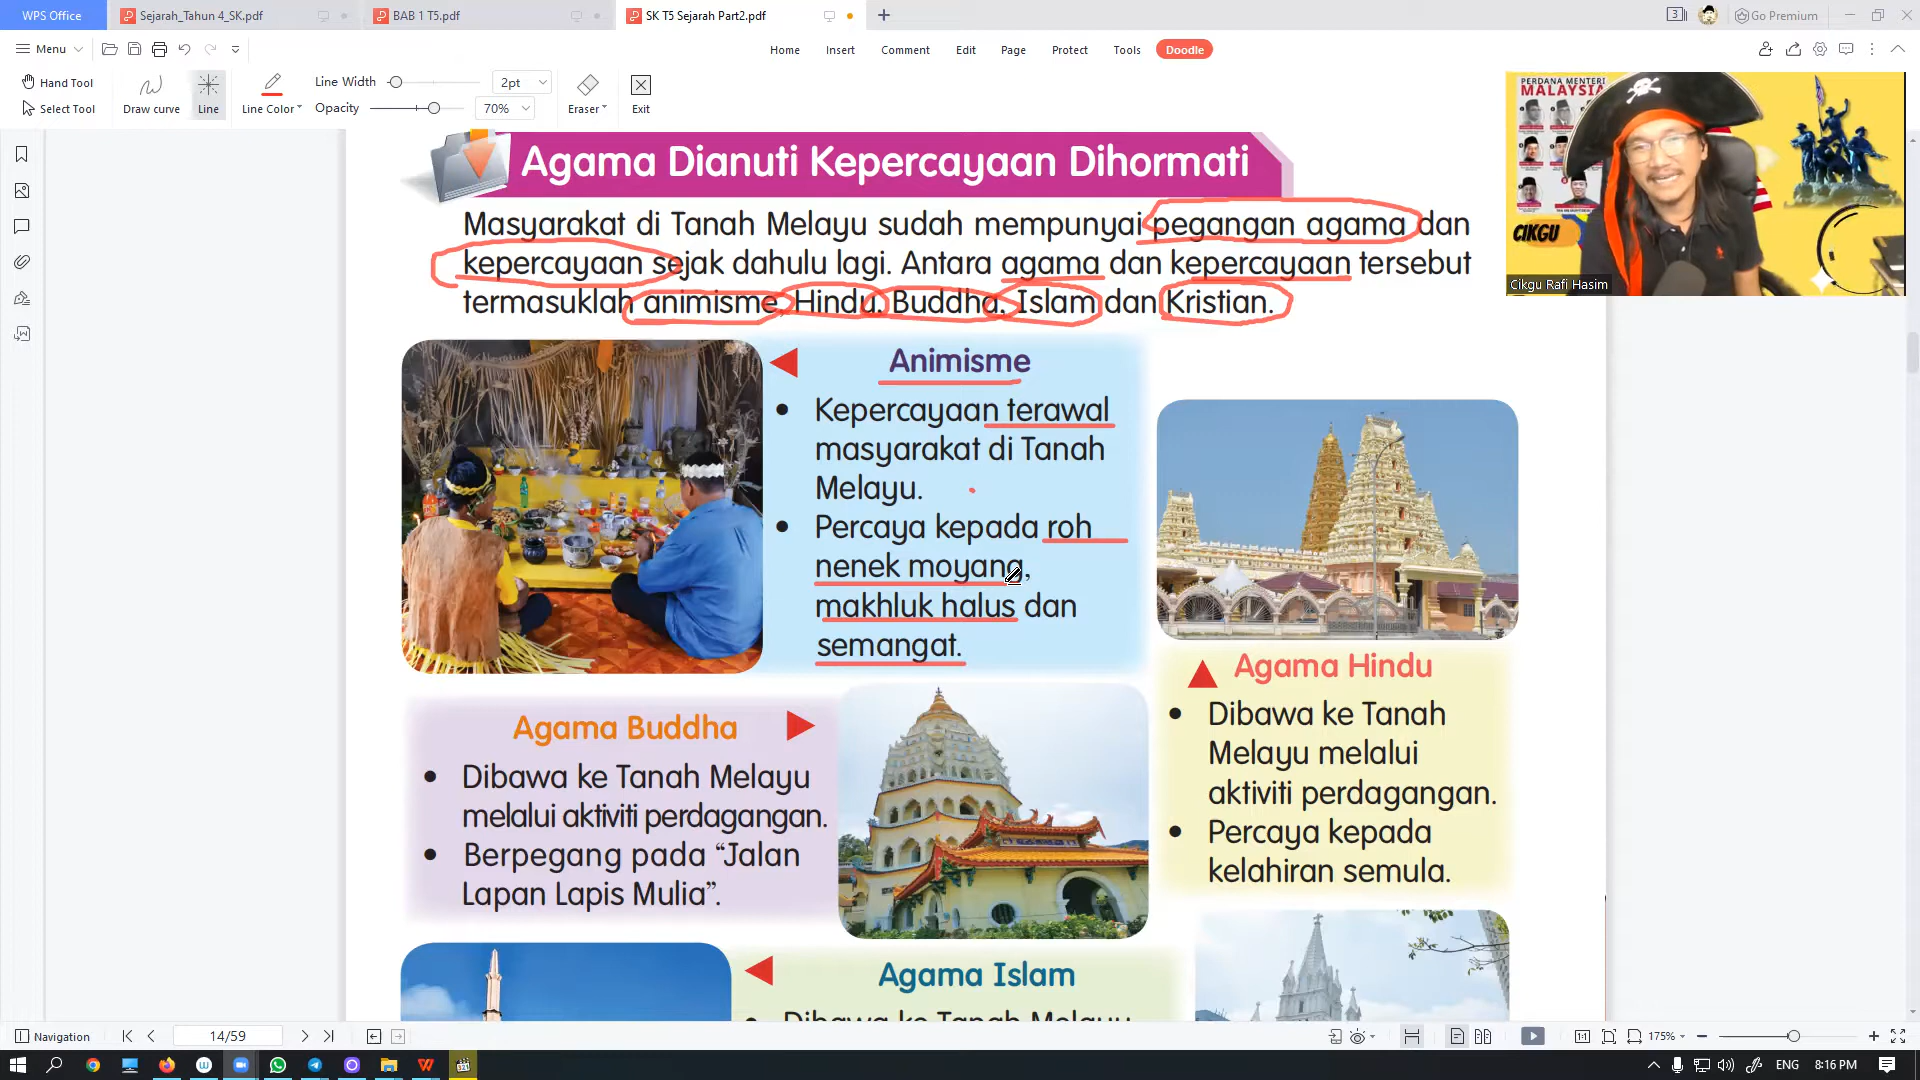 WPS Office
Sejarah_Tahun 4_SK.pdf
BAB 1 T5.pdf
SK T5 Sejarah Part2.pdf
3
Go Premium
Menu
Home
Insert
Comment
Edit
Page
Protect
Tools
Doodle
Hand Tool
Select Tool
Draw curve
Line
Line Color
Line Width
2pt
Opacity
70%
Eraser
Exit
PERDANA MENTERI
MALAYSIA
CIKGU
Cikgu Rafi Hasim
Agama Dianuti Kepercayaan Dihormati
Masyarakat di Tanah Melayu sudah mempunyai pegangan agama dan
kepercayaan sejak dahulu lagi. Antara agama dan kepercayaan tersebut
termasuklah animisme, Hindu, Buddha, Islam dan Kristian.
Animisme
• Kepercayaan terawal
masyarakat di Tanah
Melayu.
• Percaya kepada roh
nenek moyang,
makhluk halus dan
semangat.
Agama Hindu
• Dibawa ke Tanah
Melayu melalui
aktiviti perdagangan.
• Percaya kepada
kelahiran semula.
Agama Buddha
• Dibawa ke Tanah Melayu
melalui aktiviti perdagangan.
• Berpegang pada “Jalan
Lapan Lapis Mulia”.
Agama Islam
• Dibawa ke Tanah Melayu
Navigation
14/59
175%
ENG
8:16 PM